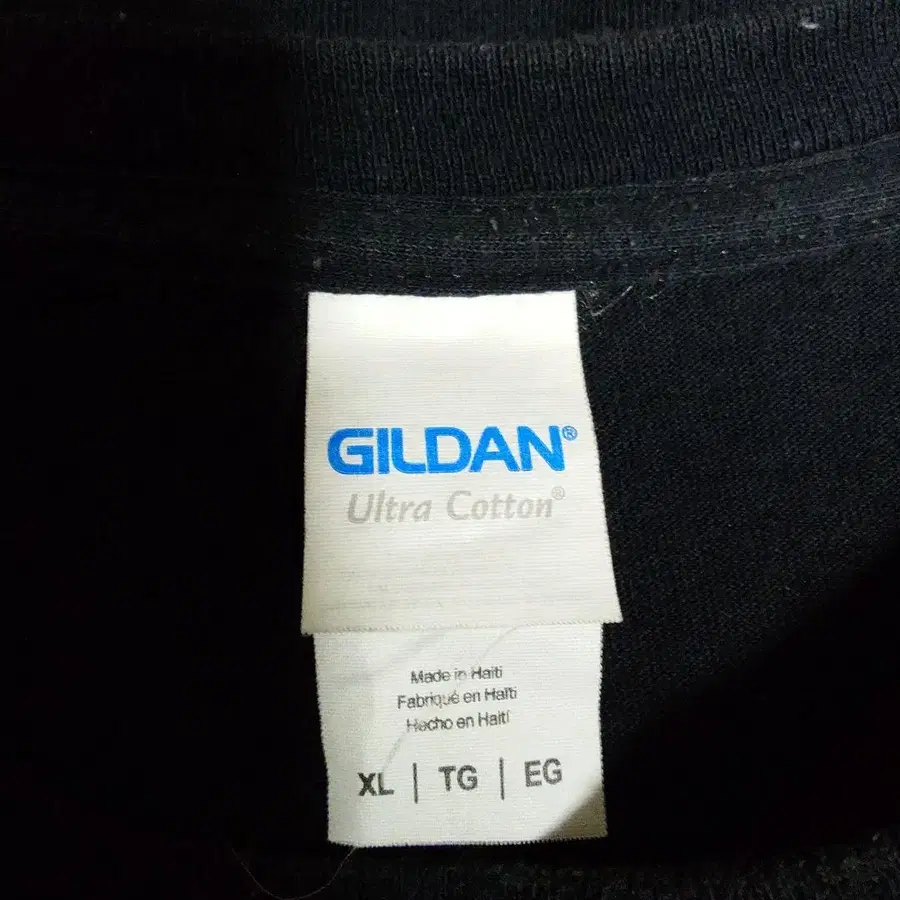 GILDAN®
Ultra Cotton®
Made in Haiti
Fabriqué en Haïti
Hecho en Haití
XL | TG | EG